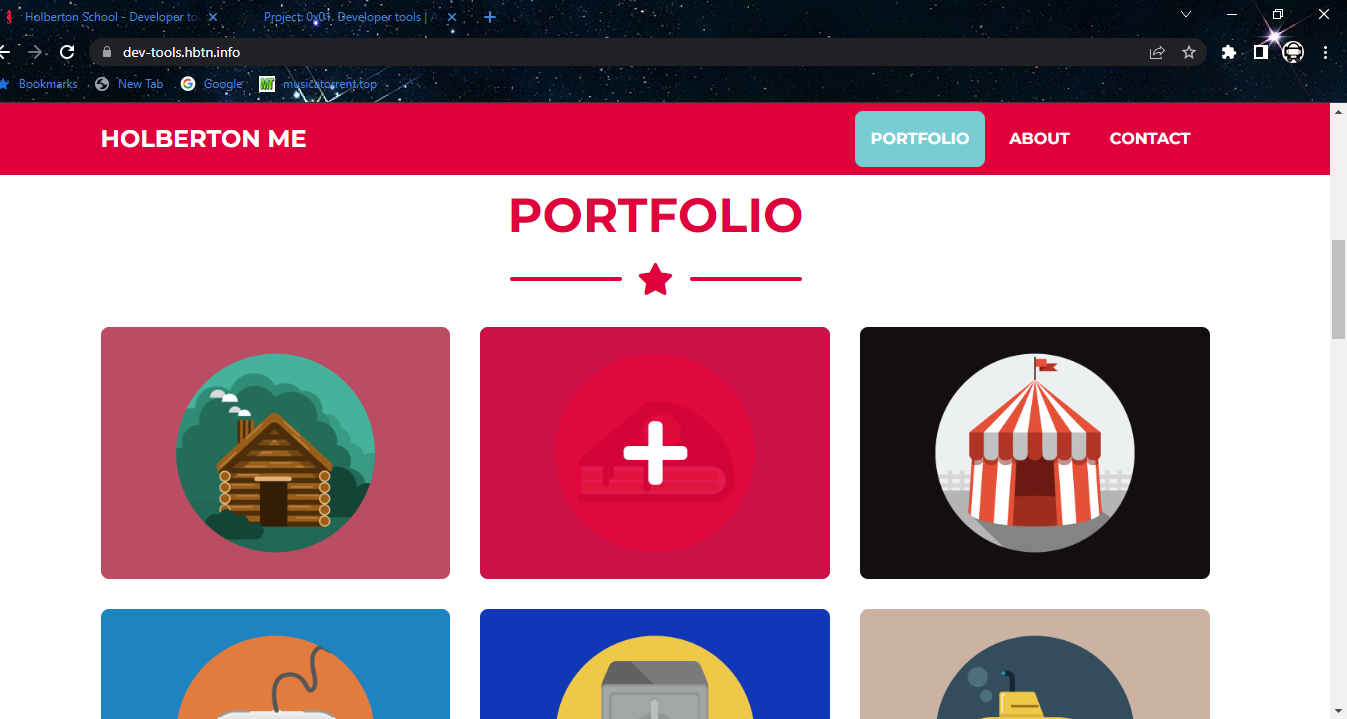 Holberton School - Developer to
Project: 0x01. Developer tools | A
dev-tools.hbtn.info
Bookmarks
New Tab
Google
musicatorrent.top
HOLBERTON ME
PORTFOLIO
ABOUT
CONTACT
PORTFOLIO